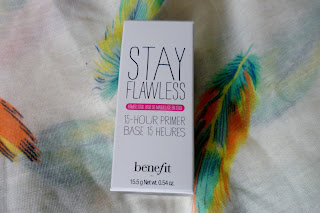 STAY
FLAWLESS
15-HOUR PRIMER
BASE 15 HEURES
benefit
15.5 g Net wt. 0.54 oz.